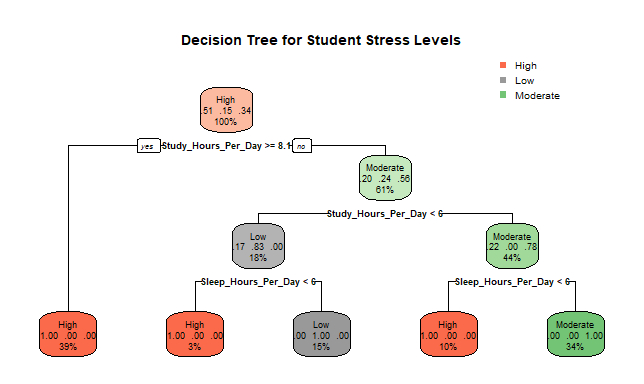 Decision Tree for Student Stress Levels
High
Low
Moderate
High
.51 .15 .34
100%
yes Study_Hours_Per_Day >= 8.1 no
Moderate
.20 .24 .56
61%
Study_Hours_Per_Day < 6
Low
.17 .83 .00
18%
Moderate
.22 .00 .78
44%
Sleep_Hours_Per_Day < 6
Sleep_Hours_Per_Day < 6
High
1.00 .00 .00
39%
High
1.00 .00 .00
3%
Low
.00 1.00 .00
15%
High
1.00 .00 .00
10%
Moderate
.00 .00 1.00
34%